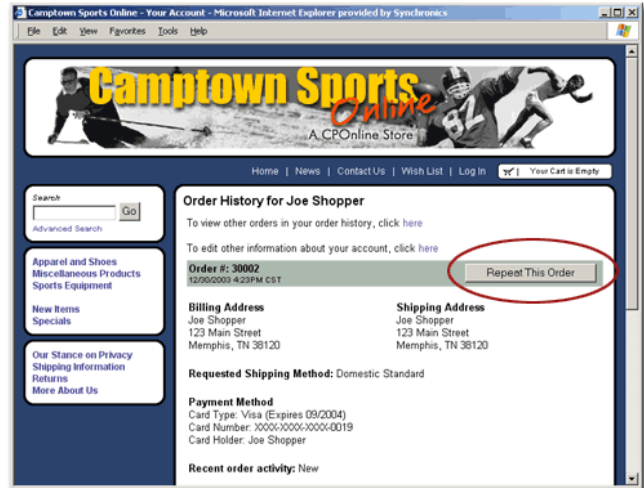 Camptown Sports Online - Your Account - Microsoft Internet Explorer provided by Synchronics
File Edit View Favorites Tools Help
Camptown Sports
Online
A CPOnline Store
82
Home | News | Contact Us | Wish List | Log In | Your Cart is Empty
Search
Go
Advanced Search
Apparel and Shoes
Miscellaneous Products
Sports Equipment
New Items
Specials
Our Stance on Privacy
Shipping Information
Returns
More About Us
Order History for Joe Shopper
To view other orders in your order history, click here
To edit other information about your account, click here
Order #: 30002
12/30/2003 4:23PM CST
Repeat This Order
Billing Address
Joe Shopper
123 Main Street
Memphis, TN 38120
Shipping Address
Joe Shopper
123 Main Street
Memphis, TN 38120
Requested Shipping Method: Domestic Standard
Payment Method
Card Type: Visa (Expires 09/2004)
Card Number: XXXX-XXXX-XXXX-0019
Card Holder: Joe Shopper
Recent order activity: New